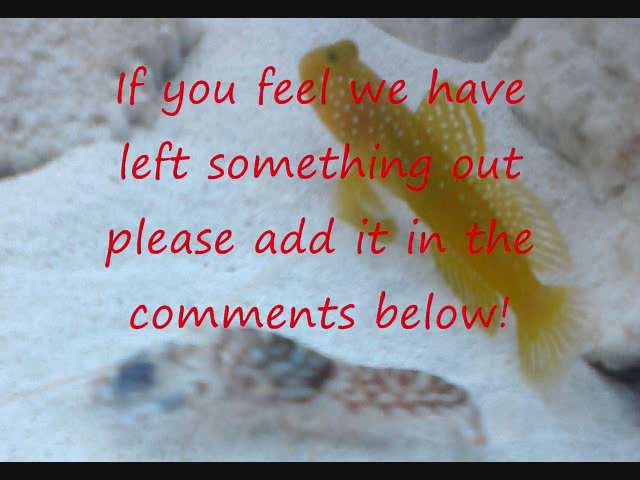 If you feel we have
left something out
please add it in the
comments below!